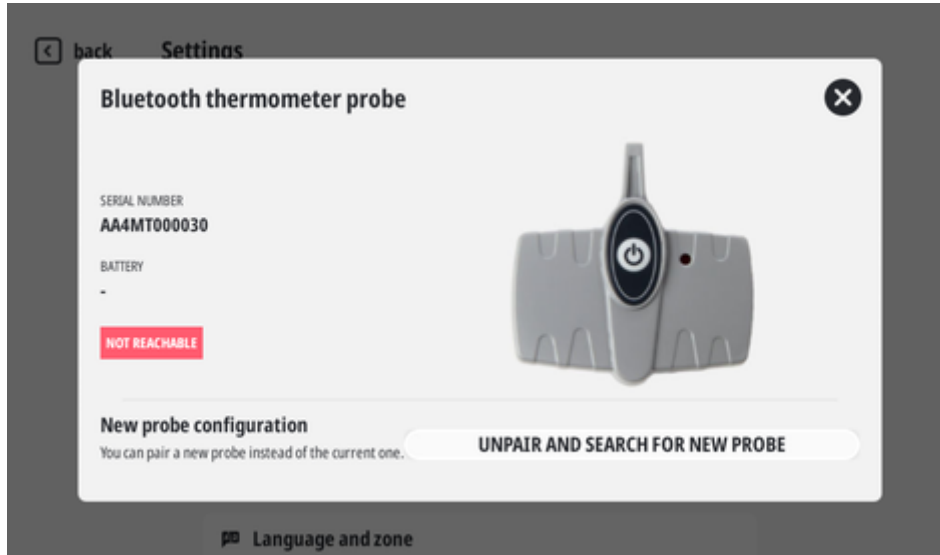 back Settings
Bluetooth thermometer probe
SERIAL NUMBER
AA4MT000030
BATTERY
-
NOT REACHABLE
New probe configuration
You can pair a new probe instead of the current one.
UNPAIR AND SEARCH FOR NEW PROBE
Language and zone